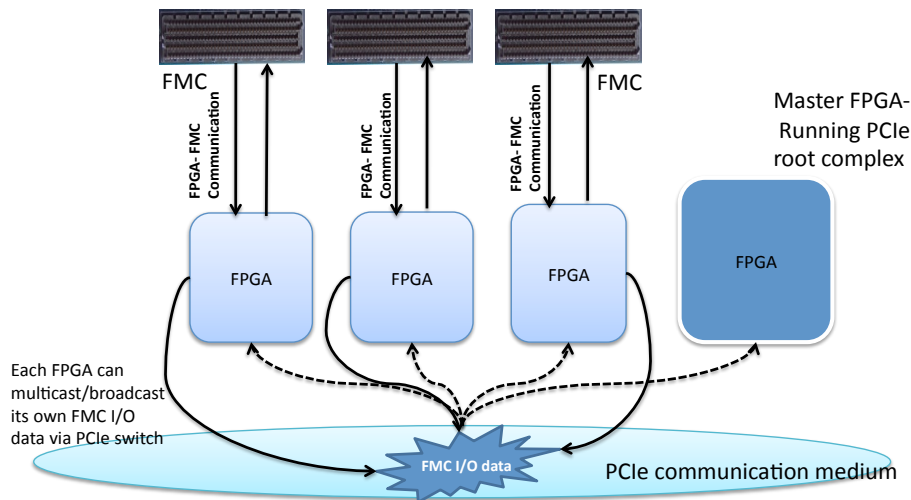 FMC
FMC
FPGA- FMC
Communication
FPGA- FMC
Communication
FPGA- FMC
Communication
Master FPGA-
Running PCIe
root complex
FPGA
FPGA
FPGA
FPGA
Each FPGA can
multicast/broadcast
its own FMC I/O
data via PCIe switch
FMC I/O data
PCIe communication medium